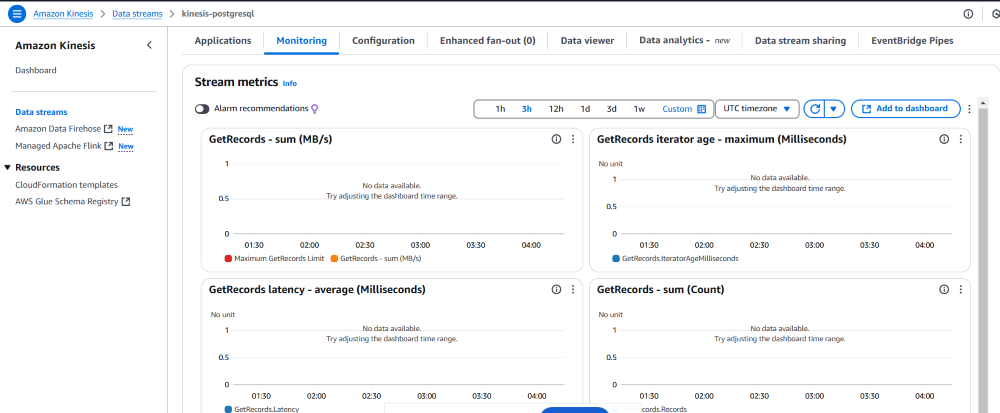 Amazon Kinesis > Data streams > kinesis-postgresql
Amazon Kinesis
Dashboard
Data streams
Amazon Data Firehose New
Managed Apache Flink New
Resources
CloudFormation templates
AWS Glue Schema Registry
Applications Monitoring Configuration Enhanced fan-out (0) Data viewer Data analytics - new Data stream sharing EventBridge Pipes
Stream metrics Info
Alarm recommendations
1h 3h 12h 1d 3d 1w Custom UTC timezone Add to dashboard
GetRecords - sum (MB/s)
1
No data available.
Try adjusting the dashboard time range.
0.5
0
01:30 02:00 02:30 03:00 03:30 04:00
Maximum GetRecords Limit GetRecords - sum (MB/s)
GetRecords iterator age - maximum (Milliseconds)
No unit
1
No data available.
Try adjusting the dashboard time range.
0.5
0
01:30 02:00 02:30 03:00 03:30 04:00
GetRecords.IteratorAgeMilliseconds
GetRecords latency - average (Milliseconds)
No unit
1
No data available.
Try adjusting the dashboard time range.
0.5
0
01:30 02:00 02:30 03:00 03:30 04:00
GetRecords.Latency
GetRecords - sum (Count)
No unit
1
No data available.
Try adjusting the dashboard time range.
0.5
0
01:30 02:00 02:30 03:00 03:30 04:00
cords.Records